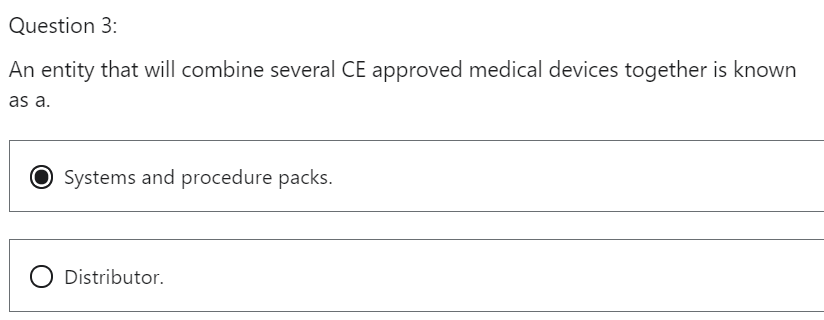 Question 3:
An entity that will combine several CE approved medical devices together is known
as a.
Systems and procedure packs.
Distributor.